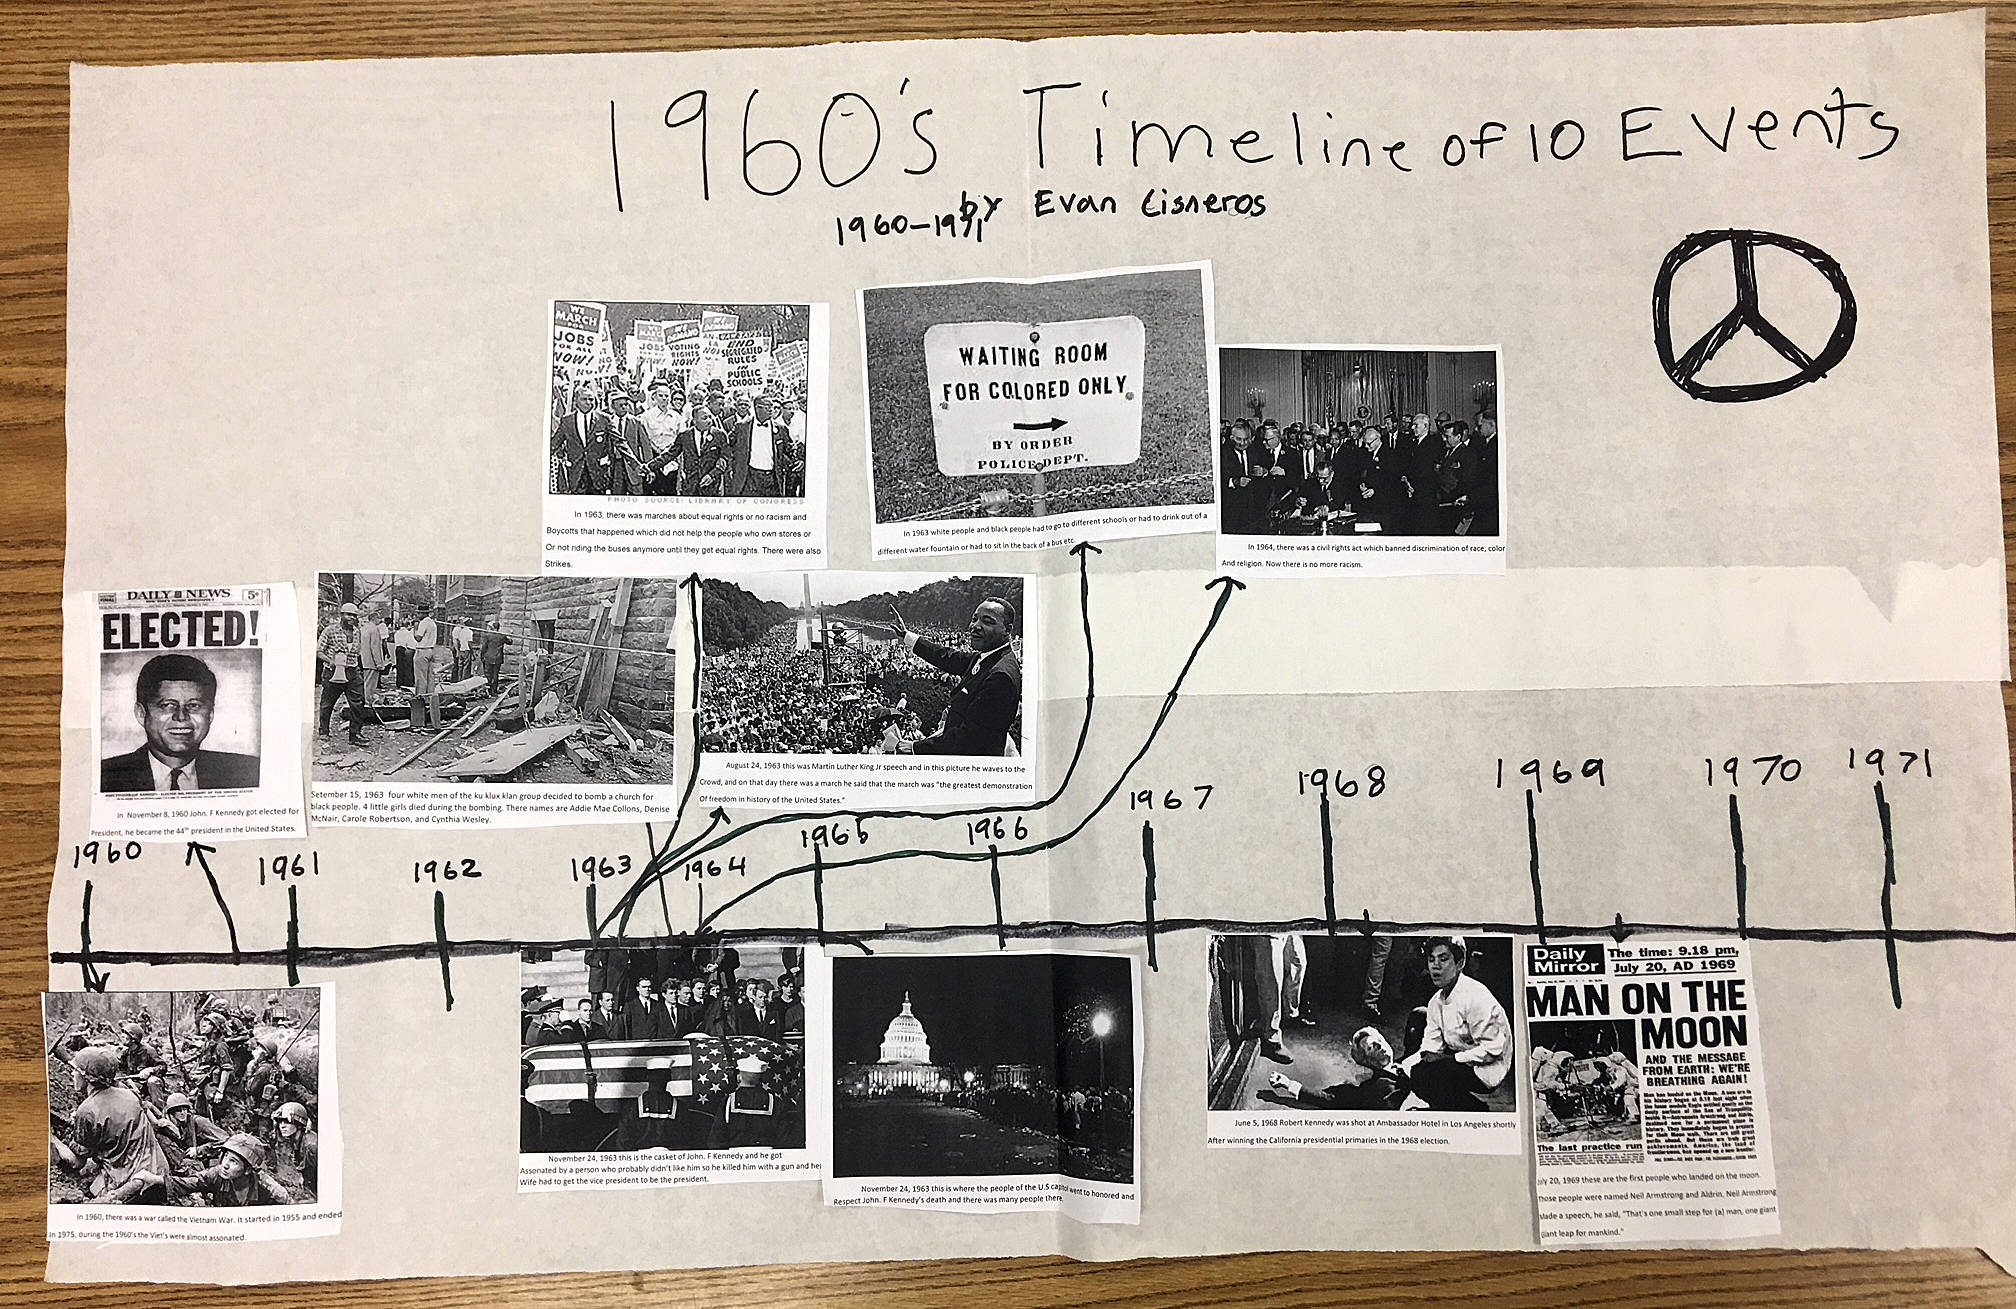 1960's Timeline of 10 Events
by Evan Cisneros
1960-1971
WE
MARCH
FOR
JOBS
FOR ALL
NOW!
WE
DEMAND
VOTING
RIGHTS
NOW!
END
SEGREGATED
RULES
IN
PUBLIC
SCHOOLS
PHOTO SOURCE: LIBRARY OF CONGRESS
In 1963, there was marches about equal rights or no racism and
Boycotts that happened which did not help the people who own stores or
Or not riding the buses anymore until they get equal rights. There were also
Strikes.
WAITING ROOM
FOR COLORED ONLY
BY ORDER
POLICE DEPT.
In 1963 white people and black people had to go to different schools or had to drink out of a
different water fountain or had to sit in the back of a bus etc.
In 1964, there was a civil rights act which banned discrimination of race, color
And religion. Now there is no more racism.
DAILY NEWS
5¢
ELECTED!
In November 8, 1960 John. F Kennedy got elected for
President, he became the 44th president in the United States.
Setember 15, 1963 four white men of the ku klux klan group decided to bomb a church for
black people. 4 little girls died during the bombing. There names are Addie Mae Collons, Denise
McNair, Carole Robertson, and Cynthia Wesley.
August 24, 1963 this was Martin Luther King Jr speech and in this picture he waves to the
Crowd, and on that day there was a march he said that the march was "the greatest demonstration
Of freedom in history of the United States."
1960
1961
1962
1963
1964
1965
1966
1967
1968
1969
1970
1971
In 1960, there was a war called the Vietnam War. It started in 1955 and ended
In 1975, during the 1960's the Viet's were almost assonated.
November 24, 1963 this is the casket of John. F Kennedy and he got
Assonated by a person who probably didn't like him so he killed him with a gun and he
Wife had to get the vice president to be the president.
November 24, 1963 this is where the people of the U.S capitol went to honored and
Respect John. F Kennedy's death and there was many people there.
June 5, 1968 Robert Kennedy was shot at Ambassador Hotel in Los Angeles shortly
After winning the California presidential primaries in the 1968 election.
Daily
Mirror
The time: 9.18 pm,
July 20, AD 1969
MAN ON THE
MOON
AND THE MESSAGE
FROM EARTH: WE'RE
BREATHING AGAIN!
The last practice run
July 20, 1969 these are the first people who landed on the moon.
Those people were named Neil Armstrong and Aldrin, Neil Armstrong
Made a speech, he said, "That's one small step for (a) man, one giant
giant leap for mankind."